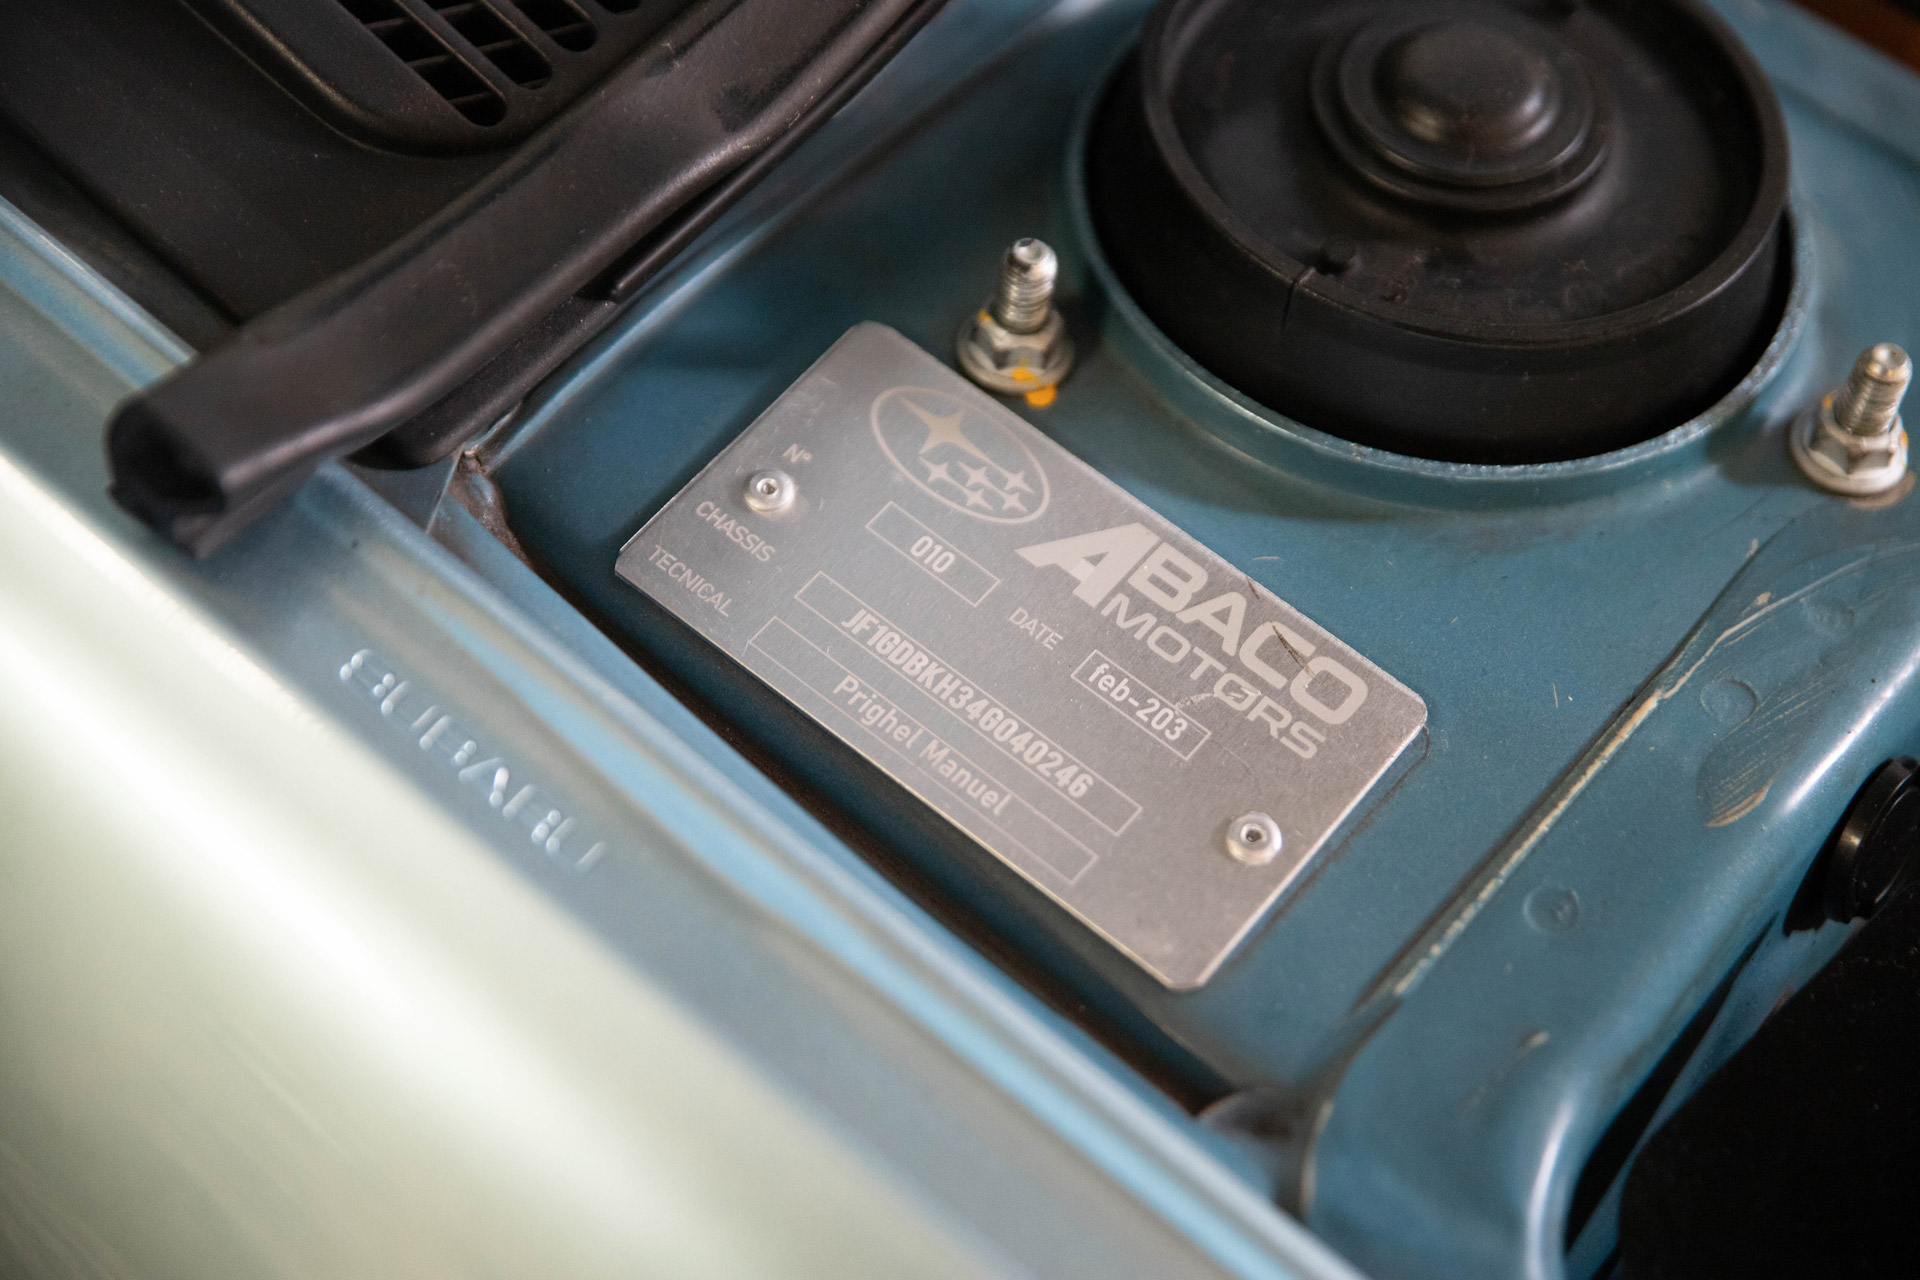 ABACO
MOTORS
N° 010
DATE feb-203
CHASSIS JF1GDBKH34G040246
TECNICAL Prighel Manuel
SUBARU